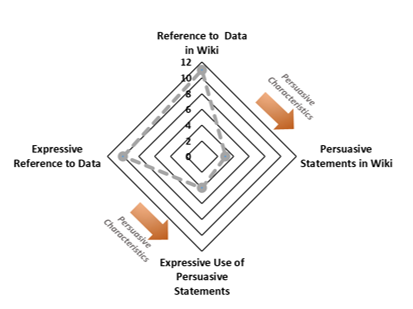 Reference to Data
in Wiki
12
10
8
6
4
2
0
Persuasive
Characteristics
Expressive
Reference to Data
Persuasive
Statements in Wiki
Persuasive
Characteristics
Expressive Use of
Persuasive
Statements